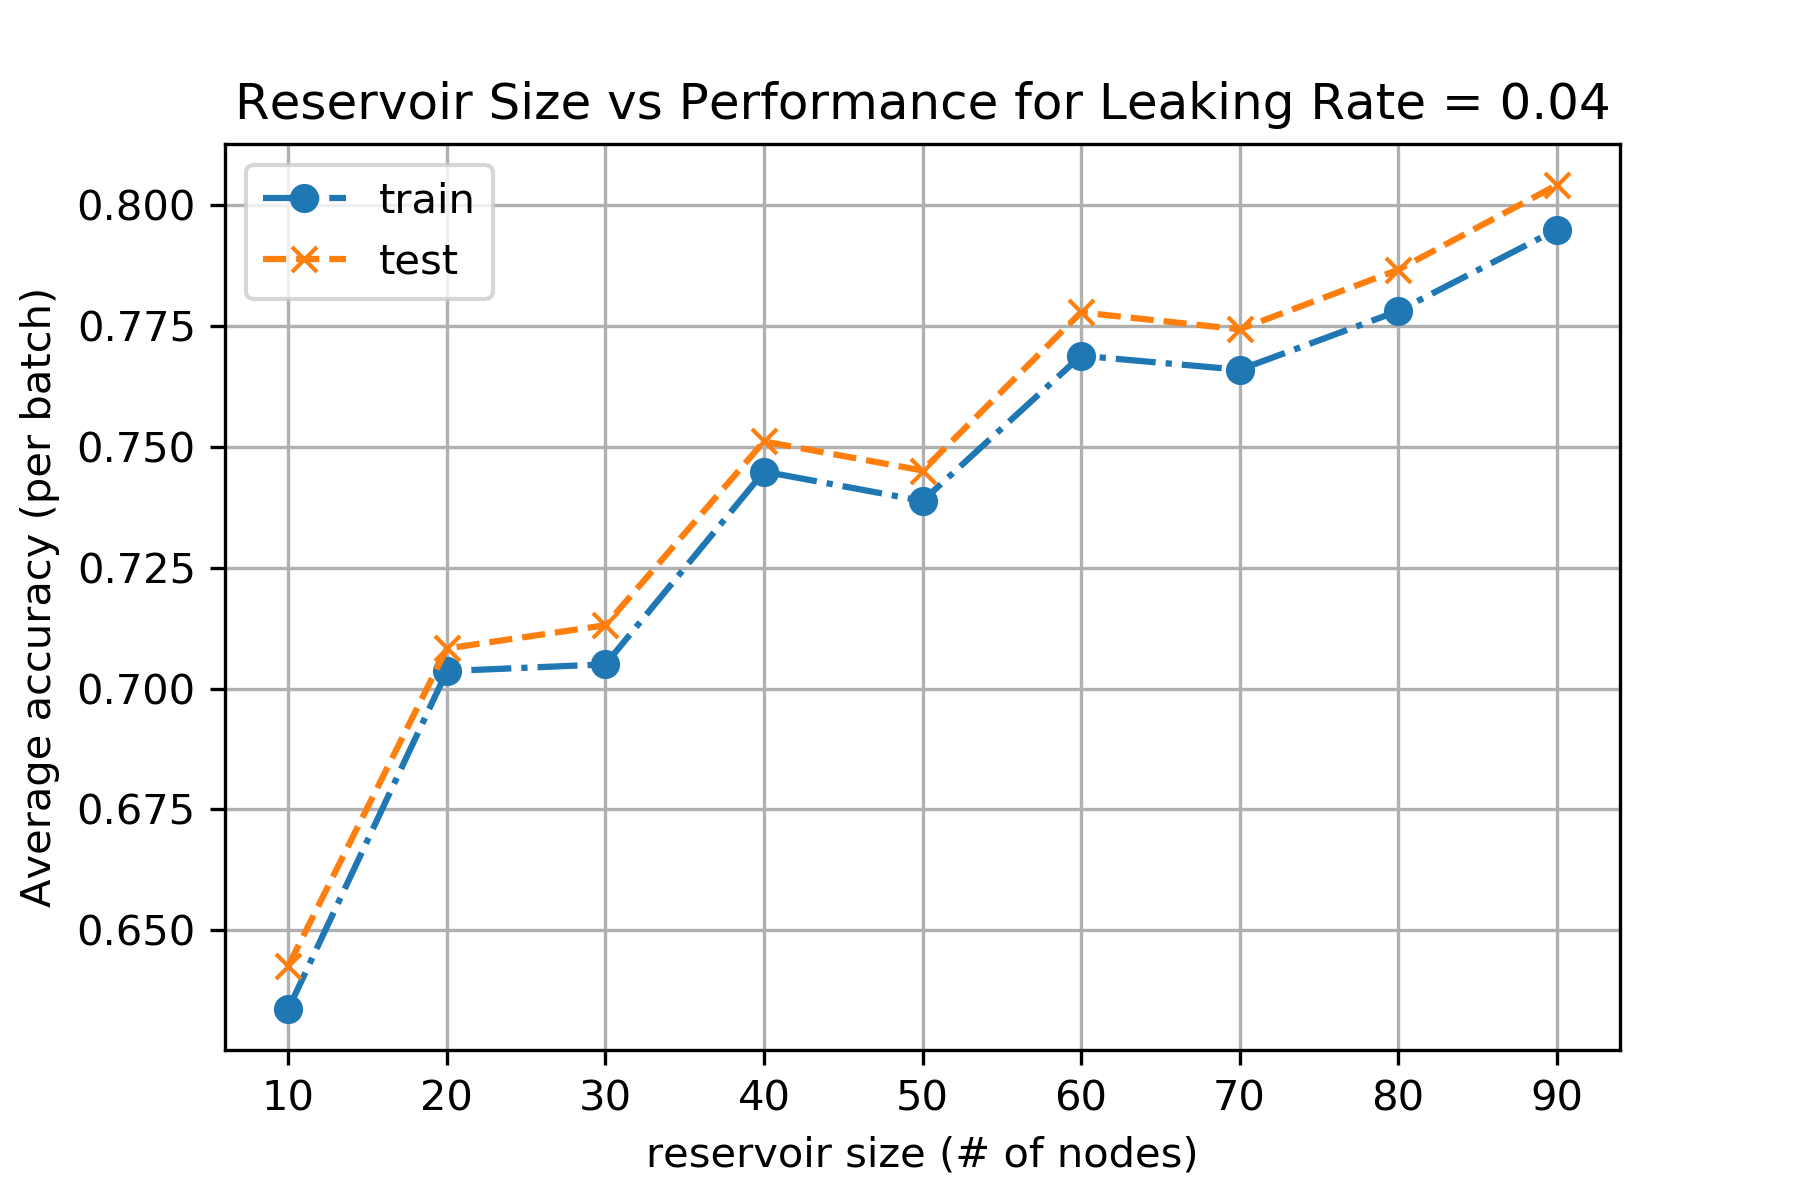 Reservoir Size vs Performance for Leaking Rate = 0.04
train
test
0.800
0.775
0.750
0.725
0.700
0.675
0.650
Average accuracy (per batch)
10 20 30 40 50 60 70 80 90
reservoir size (# of nodes)